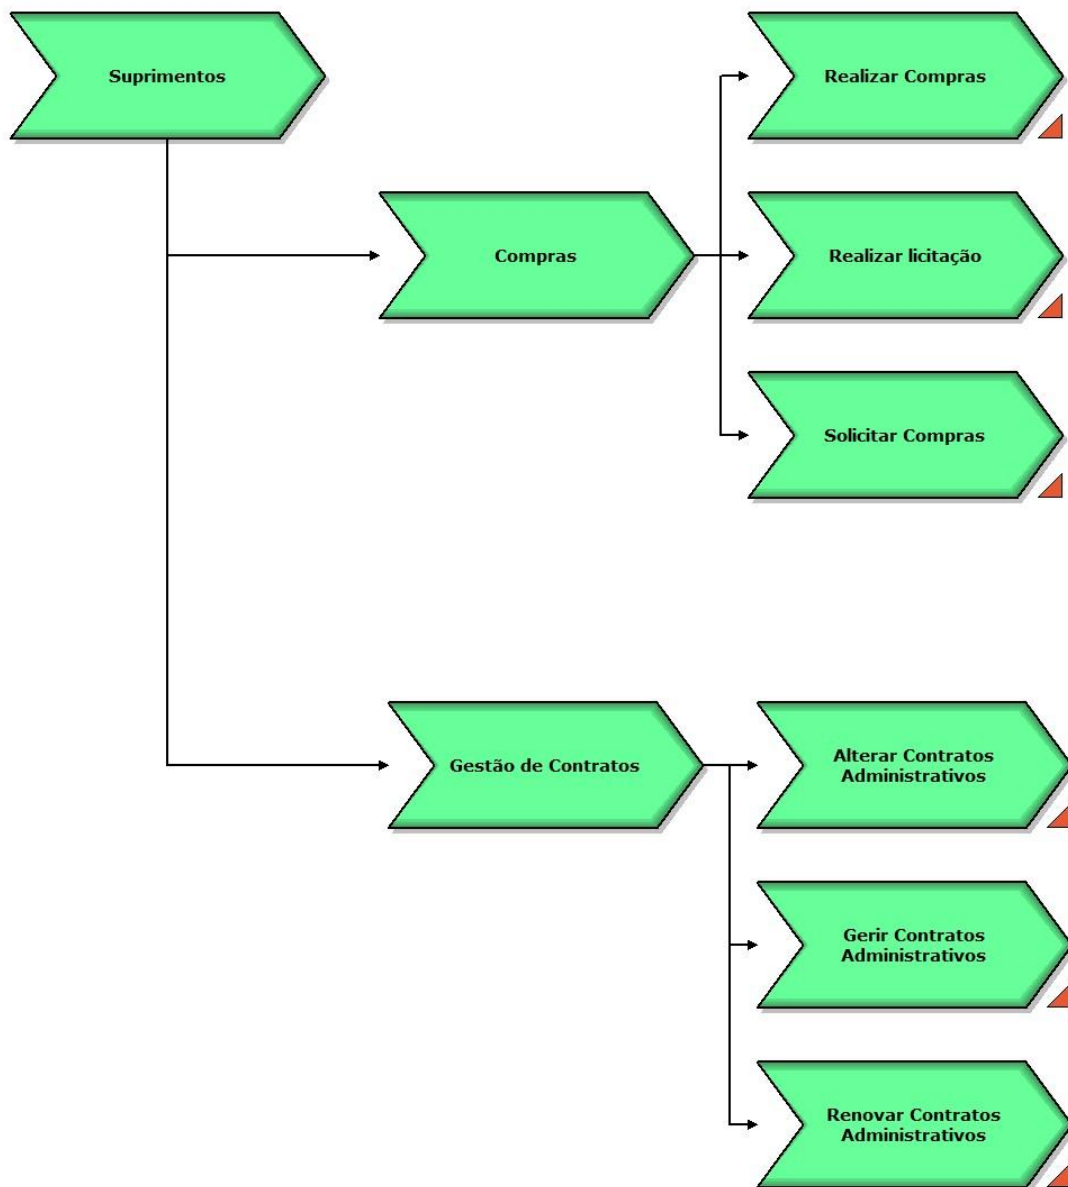 Suprimentos
Realizar Compras
Compras
Realizar licitação
Solicitar Compras
Gestão de Contratos
Alterar Contratos
Administrativos
Gerir Contratos
Administrativos
Renovar Contratos
Administrativos